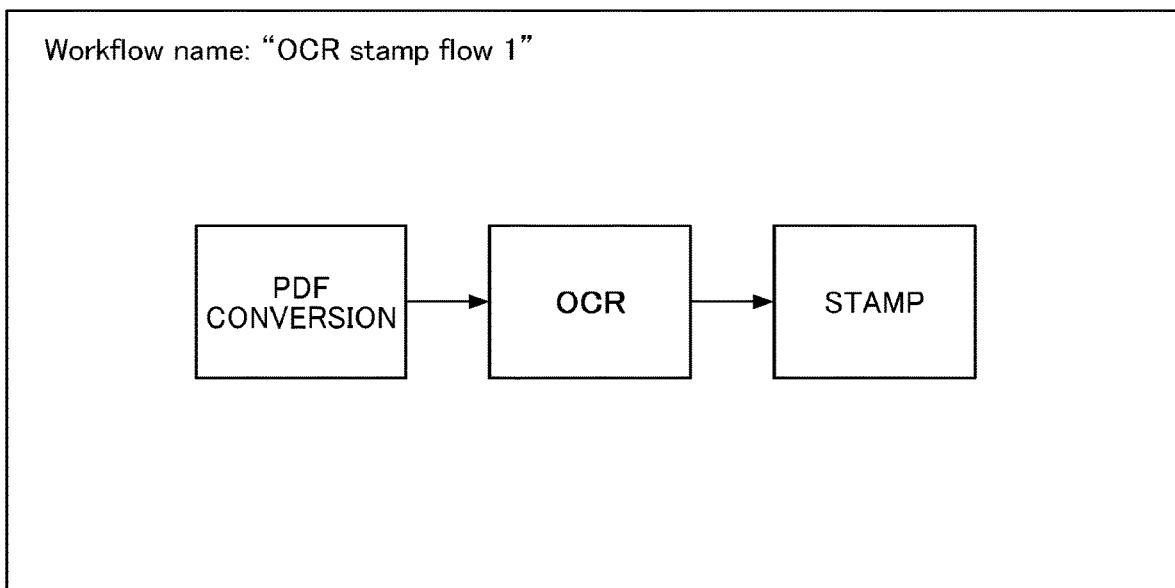 Workflow name: “OCR stamp flow 1”
PDF
CONVERSION
OCR
STAMP